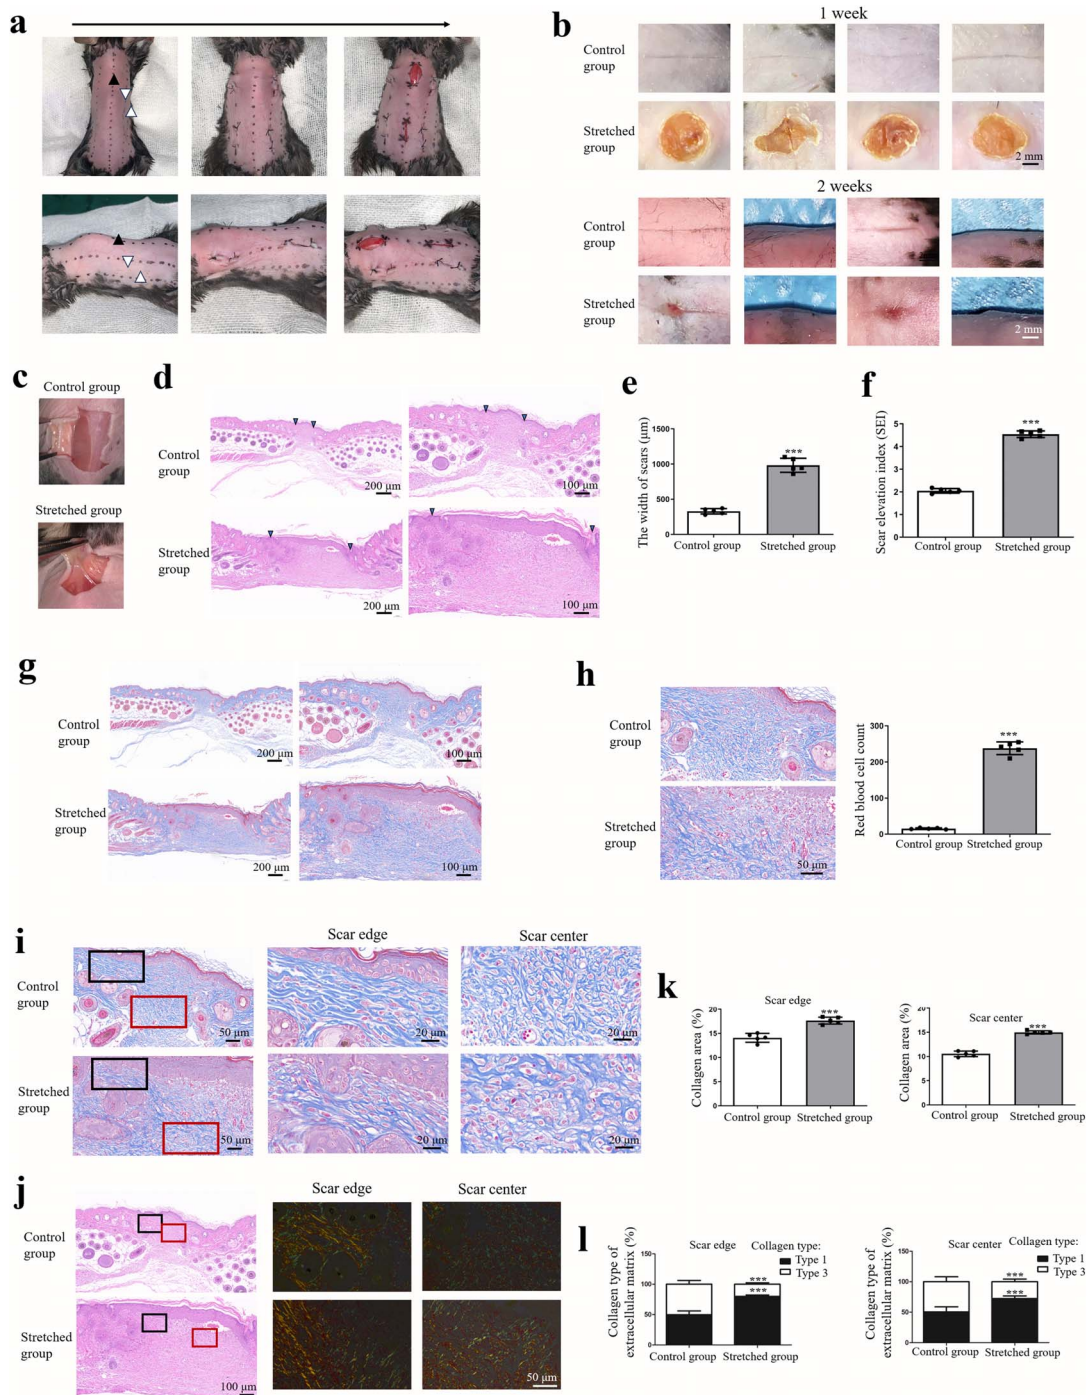 a
b
1 week
Control
group
Stretched
group
2 mm
2 weeks
Control
group
Stretched
group
2 mm
c
Control group
Stretched group
d
Control
group
200 μm
100 μm
Stretched
group
200 μm
100 μm
e
The width of scars (μm)
1500
1000
500
0
***
Control group
Stretched group
f
Scar elevation index (SEI)
5
4
3
2
1
0
***
Control group
Stretched group
g
Control
group
200 μm
100 μm
Stretched
group
200 μm
100 μm
h
Control
group
Stretched
group
50 μm
Red blood cell count
300
200
100
0
***
Control group
Stretched group
i
Scar edge
Scar center
Control
group
50 μm
20 μm
20 μm
Stretched
group
50 μm
20 μm
20 μm
k
Scar edge
Collagen area (%)
20
15
10
5
0
***
Control group
Stretched group
Scar center
Collagen area (%)
20
15
10
5
0
***
Control group
Stretched group
j
Scar edge
Scar center
Control
group
Stretched
group
100 μm
50 μm
l
Collagen type of
extracellular matrix (%)
Scar edge
Collagen type:
Type 1
Type 3
150
100
50
0
***
***
Control group
Stretched group
Collagen type of
extracellular matrix (%)
Scar center
Collagen type:
Type 1
Type 3
150
100
50
0
***
***
Control group
Stretched group